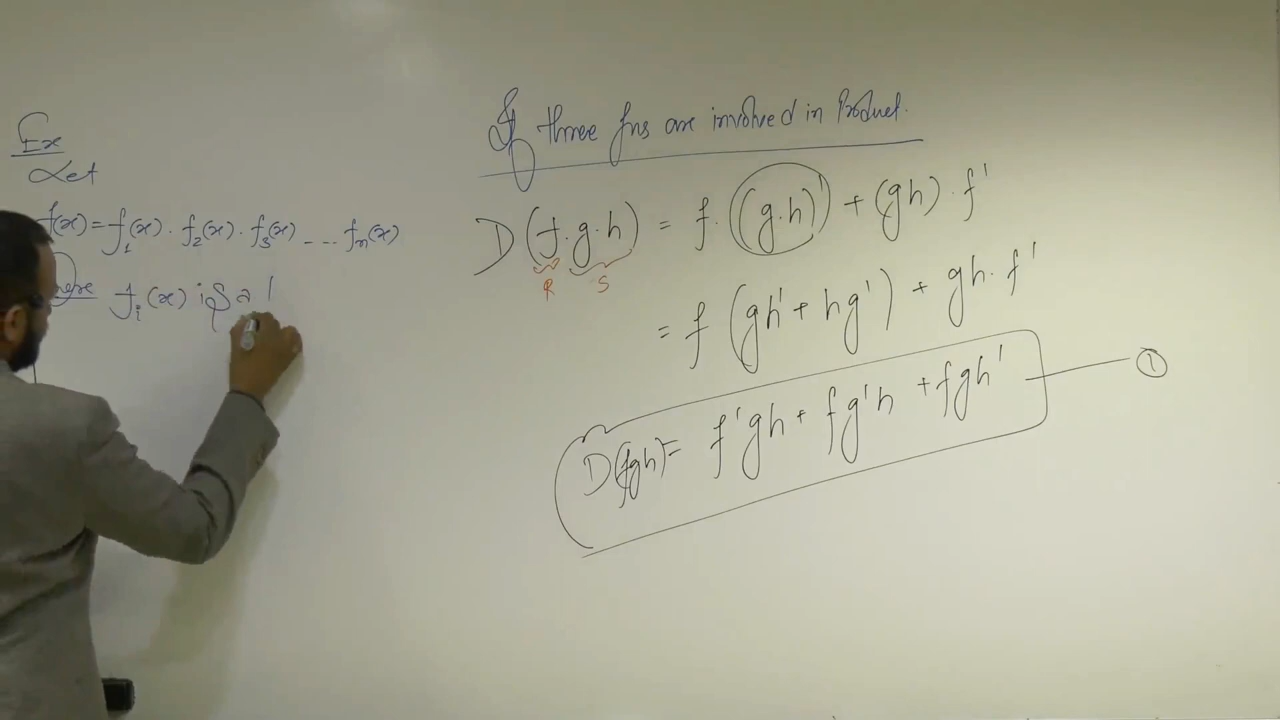 Ex
Let
f(x) = f₁(x) · f₂(x) · f₃(x) --- fₙ(x)
where fᵢ(x) is a
If three fns are involved in Product.
D (f · g · h) = f · (g · h)' + (gh) · f'
R S
= f (gh' + hg') + gh · f'
D(fgh) = f'gh + fg'h + fgh' ①